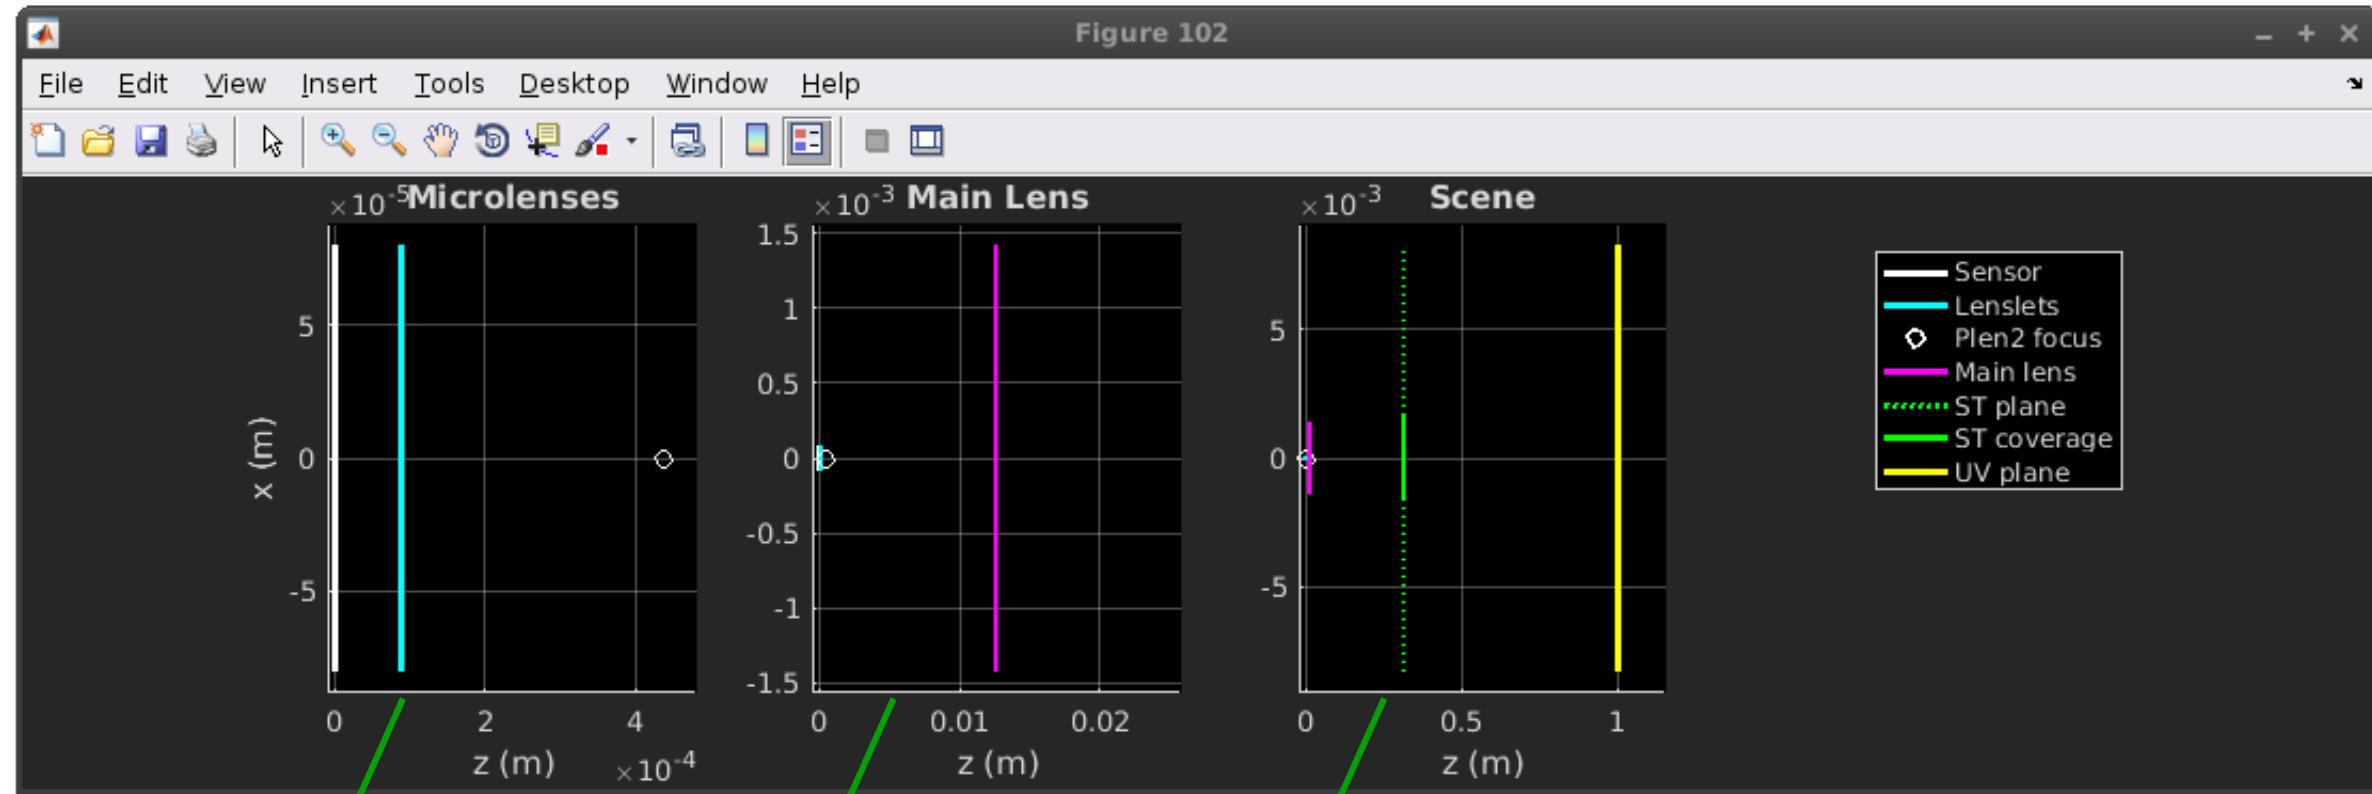 Figure 102
File Edit View Insert Tools Desktop Window Help
×10⁻⁵ Microlenses
5
0
-5
x (m)
0 2 4
z (m) ×10⁻⁴
×10⁻³ Main Lens
1.5
1
0.5
0
-0.5
-1
-1.5
0 0.01 0.02
z (m)
×10⁻³ Scene
5
0
-5
0 0.5 1
z (m)
Sensor
Lenslets
Plen2 focus
Main lens
ST plane
ST coverage
UV plane